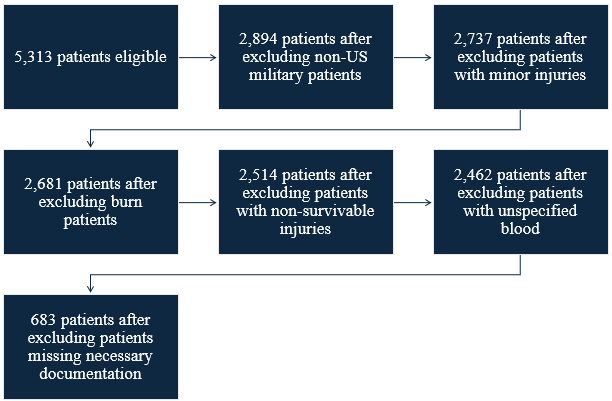 5,313 patients eligible
2,894 patients after
excluding non-US
military patients
2,737 patients after
excluding patients
with minor injuries
2,681 patients after
excluding burn
patients
2,514 patients after
excluding patients
with non-survivable
injuries
2,462 patients after
excluding patients
with unspecified
blood
683 patients after
excluding patients
missing necessary
documentation